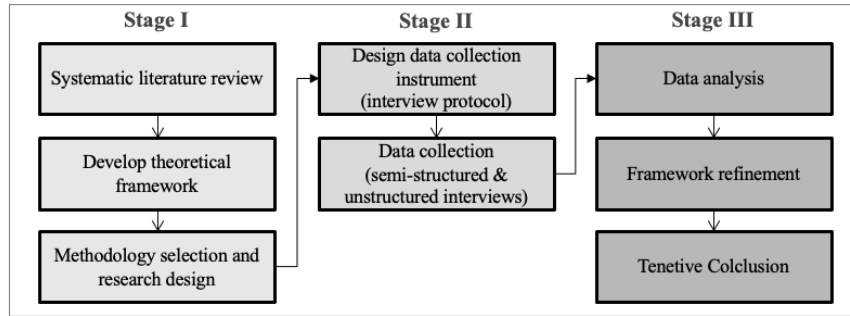 Stage I
Systematic literature review
Develop theoretical
framework
Methodology selection and
research design
Stage II
Design data collection
instrument
(interview protocol)
Data collection
(semi-structured &
unstructured interviews)
Stage III
Data analysis
Framework refinement
Tenetive Colclusion